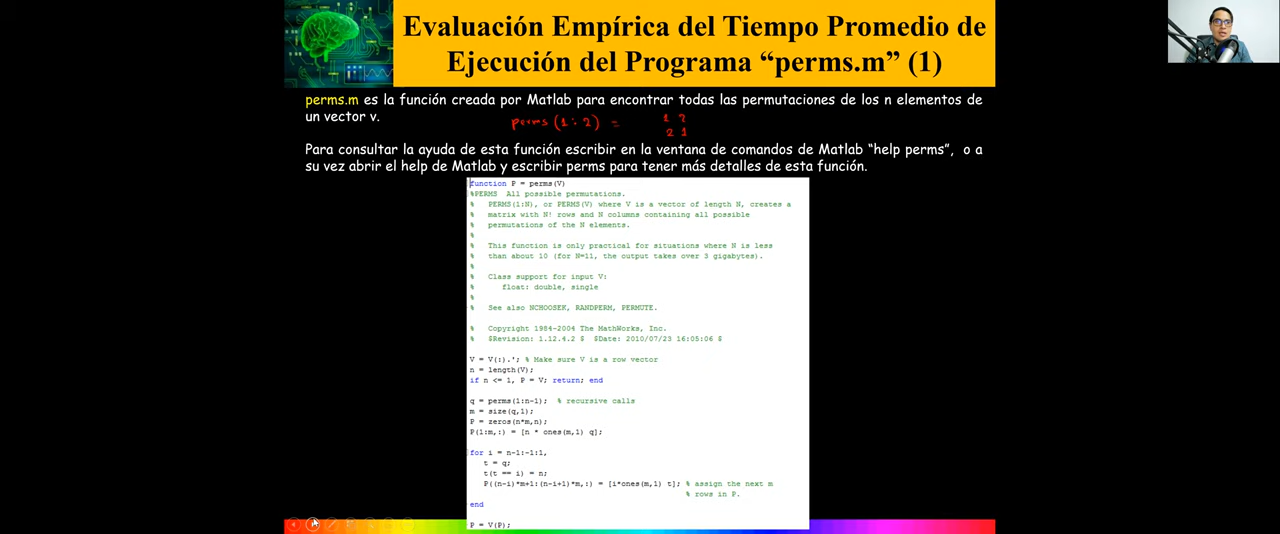 Evaluación Empírica del Tiempo Promedio de
Ejecución del Programa “perms.m” (1)
perms.m es la función creada por Matlab para encontrar todas las permutaciones de los n elementos de
un vector v.
perms (1:2) =
1 2
2 1
Para consultar la ayuda de esta función escribir en la ventana de comandos de Matlab “help perms”, o a
su vez abrir el help de Matlab y escribir perms para tener más detalles de esta función.
function P = perms(V)
%PERMS All possible permutations.
% PERMS(1:N), or PERMS(V) where V is a vector of length N, creates a
% matrix with N! rows and N columns containing all possible
% permutations of the N elements.
%
% This function is only practical for situations where N is less
% than about 10 (for N=11, the output takes over 3 gigabytes).
%
% Class support for input V:
% float: double, single
%
% See also NCHOOSEK, RANDPERM, PERMUTE.
% Copyright 1984-2004 The MathWorks, Inc.
% $Revision: 1.12.4.2 $ $Date: 2010/07/23 16:05:06 $
V = V(:).'; % Make sure V is a row vector
n = length(V);
if n <= 1, P = V; return; end
q = perms(1:n-1); % recursive calls
m = size(q,1);
P = zeros(n*m,n);
P(1:m,:) = [n * ones(m,1) q];
for i = n-1:-1:1,
t = q;
t(t == i) = n;
P((n-i)*m+1:(n-i+1)*m,:) = [i*ones(m,1) t]; % assign the next m
% rows in P.
end
P = V(P);